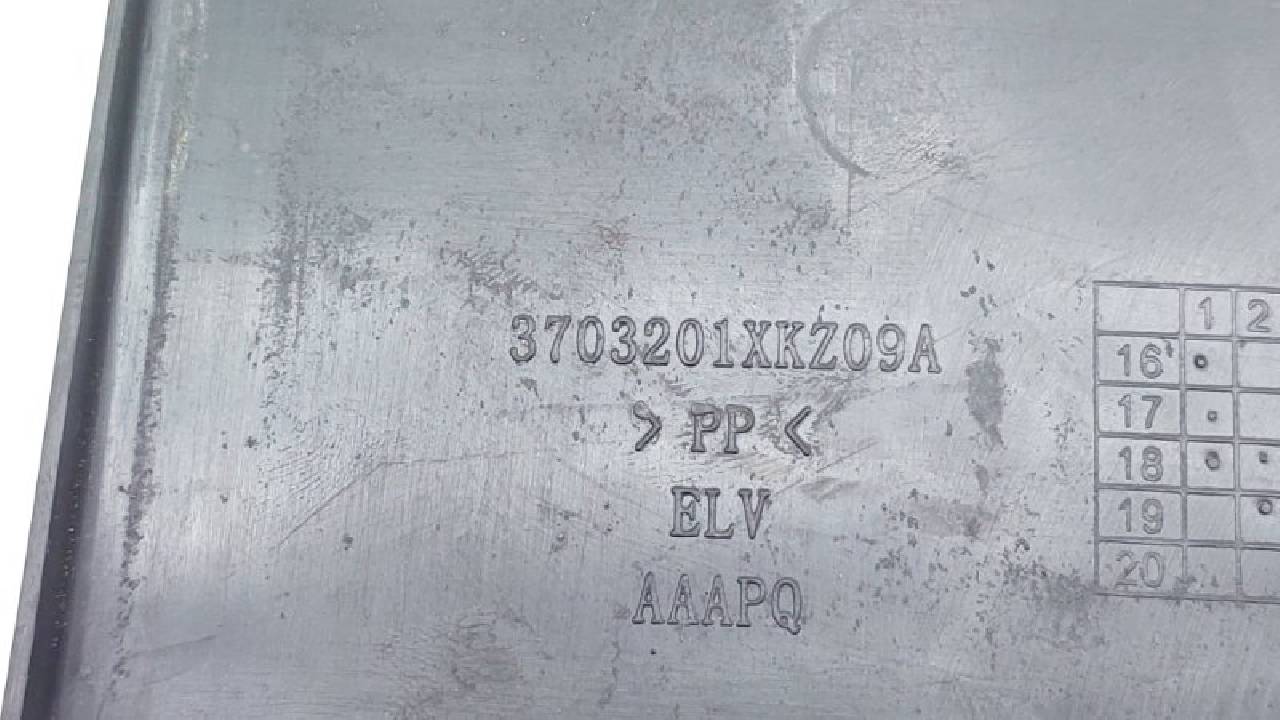 3703201XKZ09A
> PP <
ELV
AAAPQ
1 2
16
17
18
19
20